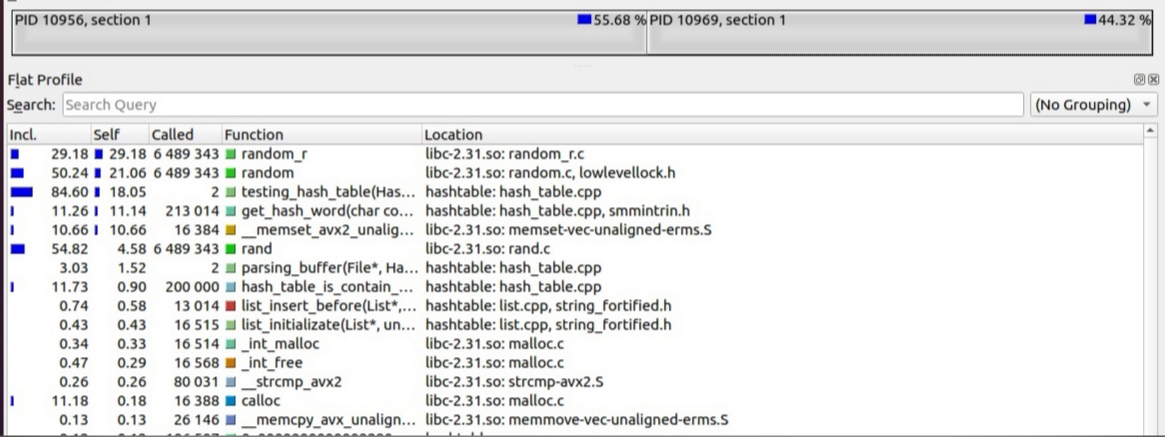 PID 10956, section 1 55.68 % PID 10969, section 1 44.32 %
Flat Profile
Search: Search Query (No Grouping)
Incl. Self Called Function Location
29.18 29.18 6 489 343 random_r libc-2.31.so: random_r.c
50.24 21.06 6 489 343 random libc-2.31.so: random.c, lowlevellock.h
84.60 18.05 2 testing_hash_table(Has... hashtable: hash_table.cpp
11.26 11.14 213 014 get_hash_word(char co... hashtable: hash_table.cpp, smmintrin.h
10.66 10.66 16 384 __memset_avx2_unalig... libc-2.31.so: memset-vec-unaligned-erms.S
54.82 4.58 6 489 343 rand libc-2.31.so: rand.c
3.03 1.52 2 parsing_buffer(File*, Ha... hashtable: hash_table.cpp
11.73 0.90 200 000 hash_table_is_contain_... hashtable: hash_table.cpp
0.74 0.58 13 014 list_insert_before(List*,... hashtable: list.cpp, string_fortified.h
0.43 0.43 16 515 list_initializate(List*, un... hashtable: list.cpp, string_fortified.h
0.34 0.33 16 514 _int_malloc libc-2.31.so: malloc.c
0.47 0.29 16 568 _int_free libc-2.31.so: malloc.c
0.26 0.26 80 031 __strcmp_avx2 libc-2.31.so: strcmp-avx2.S
11.18 0.18 16 388 calloc libc-2.31.so: malloc.c
0.13 0.13 26 146 __memcpy_avx_unalign... libc-2.31.so: memmove-vec-unaligned-erms.S